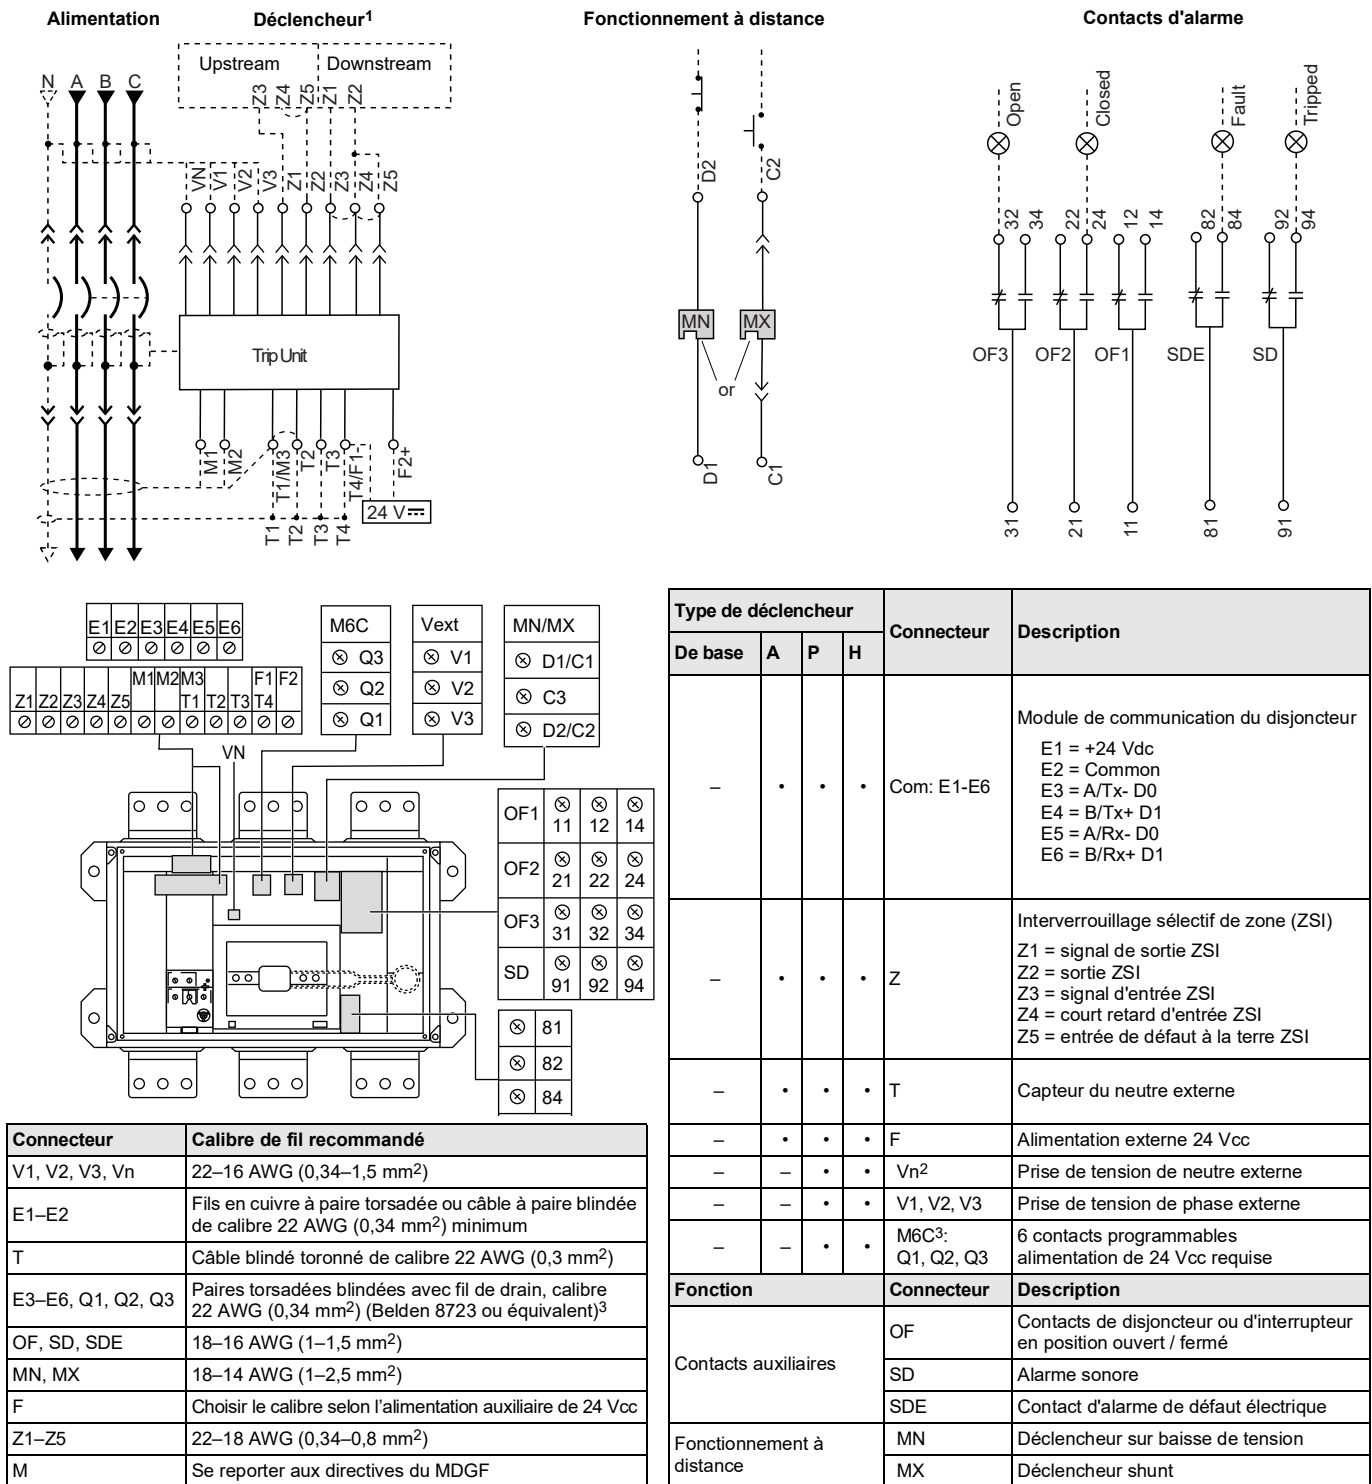 Alimentation
Déclencheur1
Fonctionnement à distance
Contacts d'alarme
Upstream
Downstream
N A B C
Z3 Z4 Z5 Z1 Z2
VN V1 V2 V3 Z1 Z2 Z3 Z4 Z5
Trip Unit
M1 M2 T1/M3 T2 T3 T4/F1- F2+
24 V
T1 T2 T3 T4
D2 C2
MN MX
or
D1 C1
Open Closed Fault Tripped
32 34 22 24 12 14 82 84 92 94
OF3 OF2 OF1 SDE SD
31 21 11 81 91
E1 E2 E3 E4 E5 E6
M1 M2 M3 F1 F2
Z1 Z2 Z3 Z4 Z5 T1 T2 T3 T4
VN
M6C
Q3
Q2
Q1
Vext
V1
V2
V3
MN/MX
D1/C1
C3
D2/C2
OF1 11 12 14
OF2 21 22 24
OF3 31 32 34
SD 91 92 94
81
82
84
Connecteur Calibre de fil recommandé
V1, V2, V3, Vn 22–16 AWG (0,34–1,5 mm2)
E1–E2 Fils en cuivre à paire torsadée ou câble à paire blindée
de calibre 22 AWG (0,34 mm2) minimum
T Câble blindé toronné de calibre 22 AWG (0,3 mm2)
E3–E6, Q1, Q2, Q3 Paires torsadées blindées avec fil de drain, calibre
22 AWG (0,34 mm2) (Belden 8723 ou équivalent)3
OF, SD, SDE 18–16 AWG (1–1,5 mm2)
MN, MX 18–14 AWG (1–2,5 mm2)
F Choisir le calibre selon l'alimentation auxiliaire de 24 Vcc
Z1–Z5 22–18 AWG (0,34–0,8 mm2)
M Se reporter aux directives du MDGF
Type de déclencheur Connecteur Description
De base A P H
– • • • Com: E1-E6 Module de communication du disjoncteur
E1 = +24 Vdc
E2 = Common
E3 = A/Tx- D0
E4 = B/Tx+ D1
E5 = A/Rx- D0
E6 = B/Rx+ D1
– • • • Z Interverrouillage sélectif de zone (ZSI)
Z1 = signal de sortie ZSI
Z2 = sortie ZSI
Z3 = signal d'entrée ZSI
Z4 = court retard d'entrée ZSI
Z5 = entrée de défaut à la terre ZSI
– • • • T Capteur du neutre externe
– • • • F Alimentation externe 24 Vcc
– – • • Vn2 Prise de tension de neutre externe
– – • • V1, V2, V3 Prise de tension de phase externe
– – • • M6C3: Q1, Q2, Q3 6 contacts programmables
alimentation de 24 Vcc requise
Fonction Connecteur Description
Contacts auxiliaires OF Contacts de disjoncteur ou d'interrupteur
en position ouvert / fermé
SD Alarme sonore
SDE Contact d'alarme de défaut électrique
Fonctionnement à distance MN Déclencheur sur baisse de tension
MX Déclencheur shunt